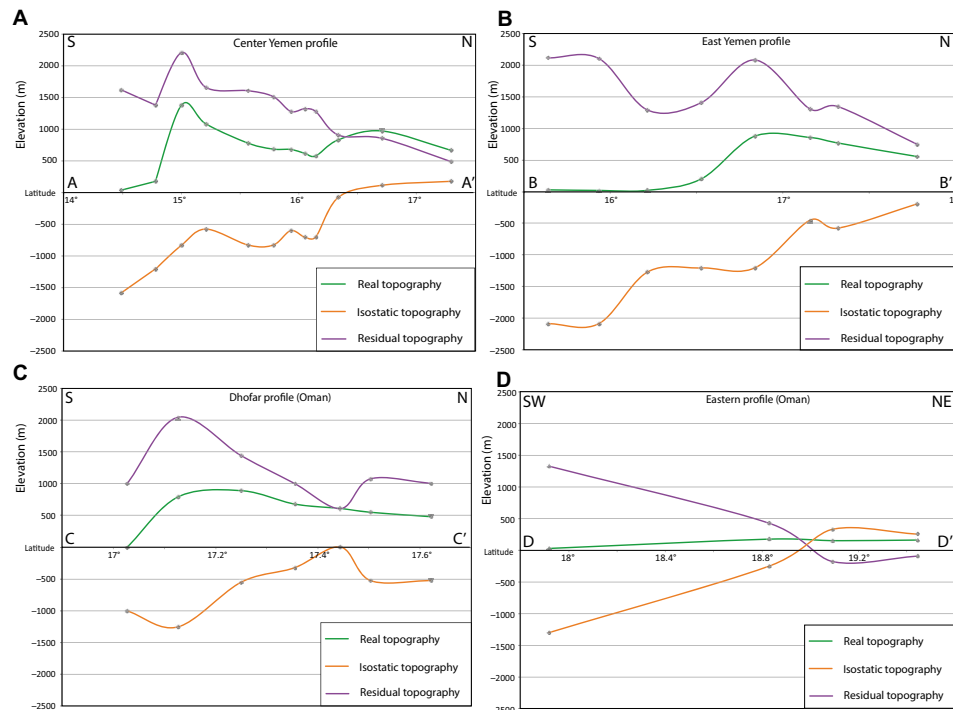 A
S Center Yemen profile N
Elevation (m)
2500
2000
1500
1000
500
A A′
Latitude
14° 15° 16° 17°
−500
−1000
−1500
−2000
−2500
Real topography
Isostatic topography
Residual topography
B
S East Yemen profile N
Elevation (m)
2500
2000
1500
1000
500
B B′
Latitude
16° 17° 1
−500
−1000
−1500
−2000
−2500
Real topography
Isostatic topography
Residual topography
C
S Dhofar profile (Oman) N
Elevation (m)
2500
2000
1500
1000
500
C C′
Latitude
17° 17.2° 17.4° 17.6°
−500
−1000
−1500
−2000
−2500
Real topography
Isostatic topography
Residual topography
D
SW Eastern profile (Oman) NE
Elevation (m)
2500
2000
1500
1000
500
D D′
Latitude
18° 18.4° 18.8° 19.2°
−500
−1000
−1500
−2000
−2500
Real topography
Isostatic topography
Residual topography